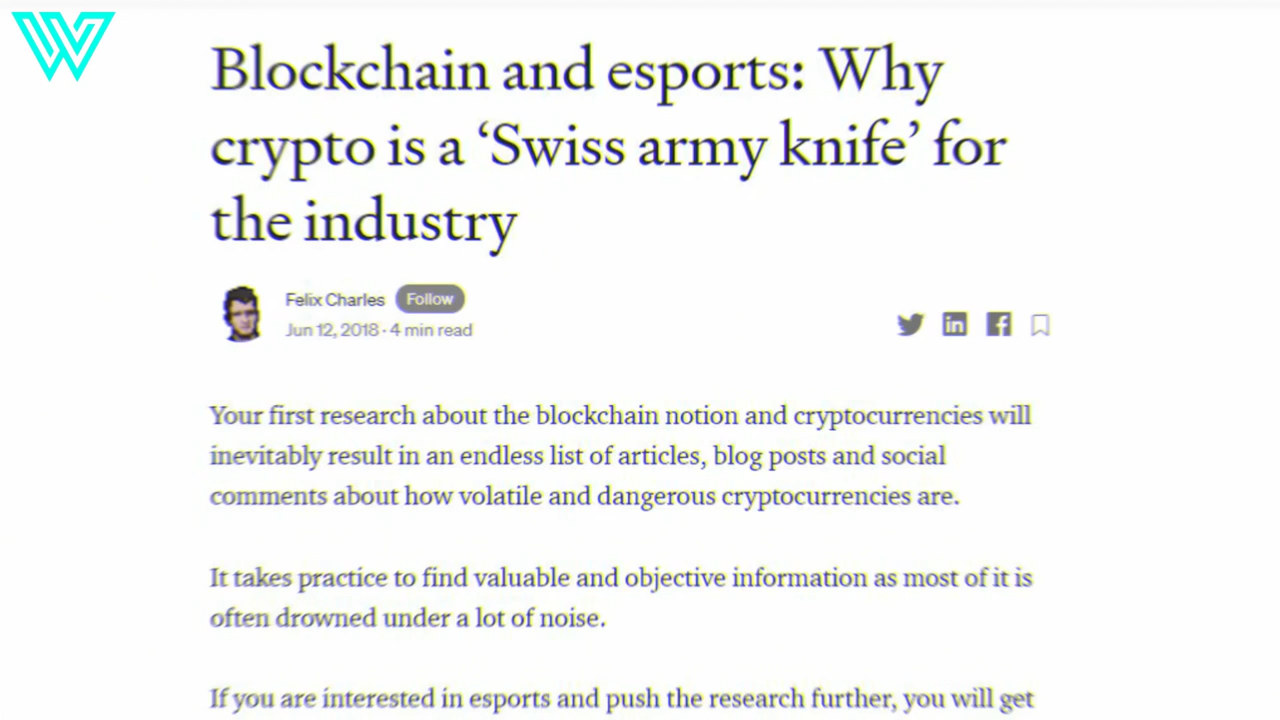 Blockchain and esports: Why
crypto is a ‘Swiss army knife’ for
the industry
Felix Charles Follow
Jun 12, 2018 · 4 min read
Your first research about the blockchain notion and cryptocurrencies will
inevitably result in an endless list of articles, blog posts and social
comments about how volatile and dangerous cryptocurrencies are.
It takes practice to find valuable and objective information as most of it is
often drowned under a lot of noise.
If you are interested in esports and push the research further, you will get